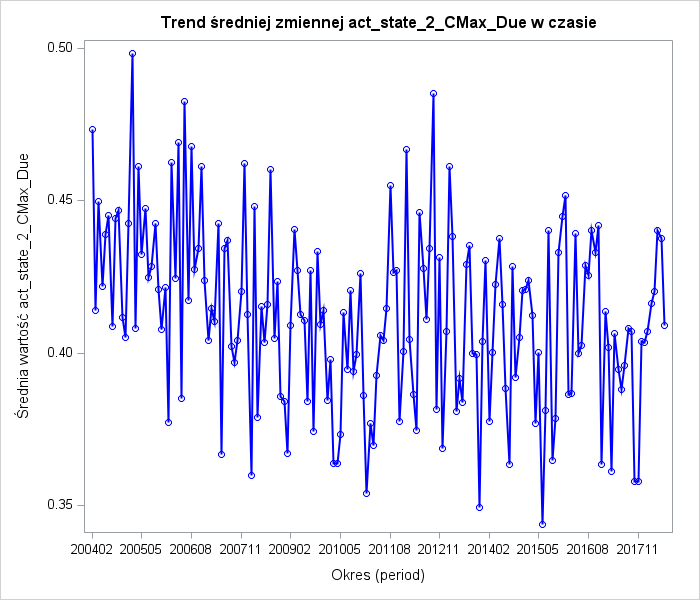 Trend średniej zmiennej act_state_2_CMax_Due w czasie
0.50
0.45
0.40
0.35
Średnia wartość act_state_2_CMax_Due
200402 200505 200608 200711 200902 201005 201108 201211 201402 201505 201608 201711
Okres (period)